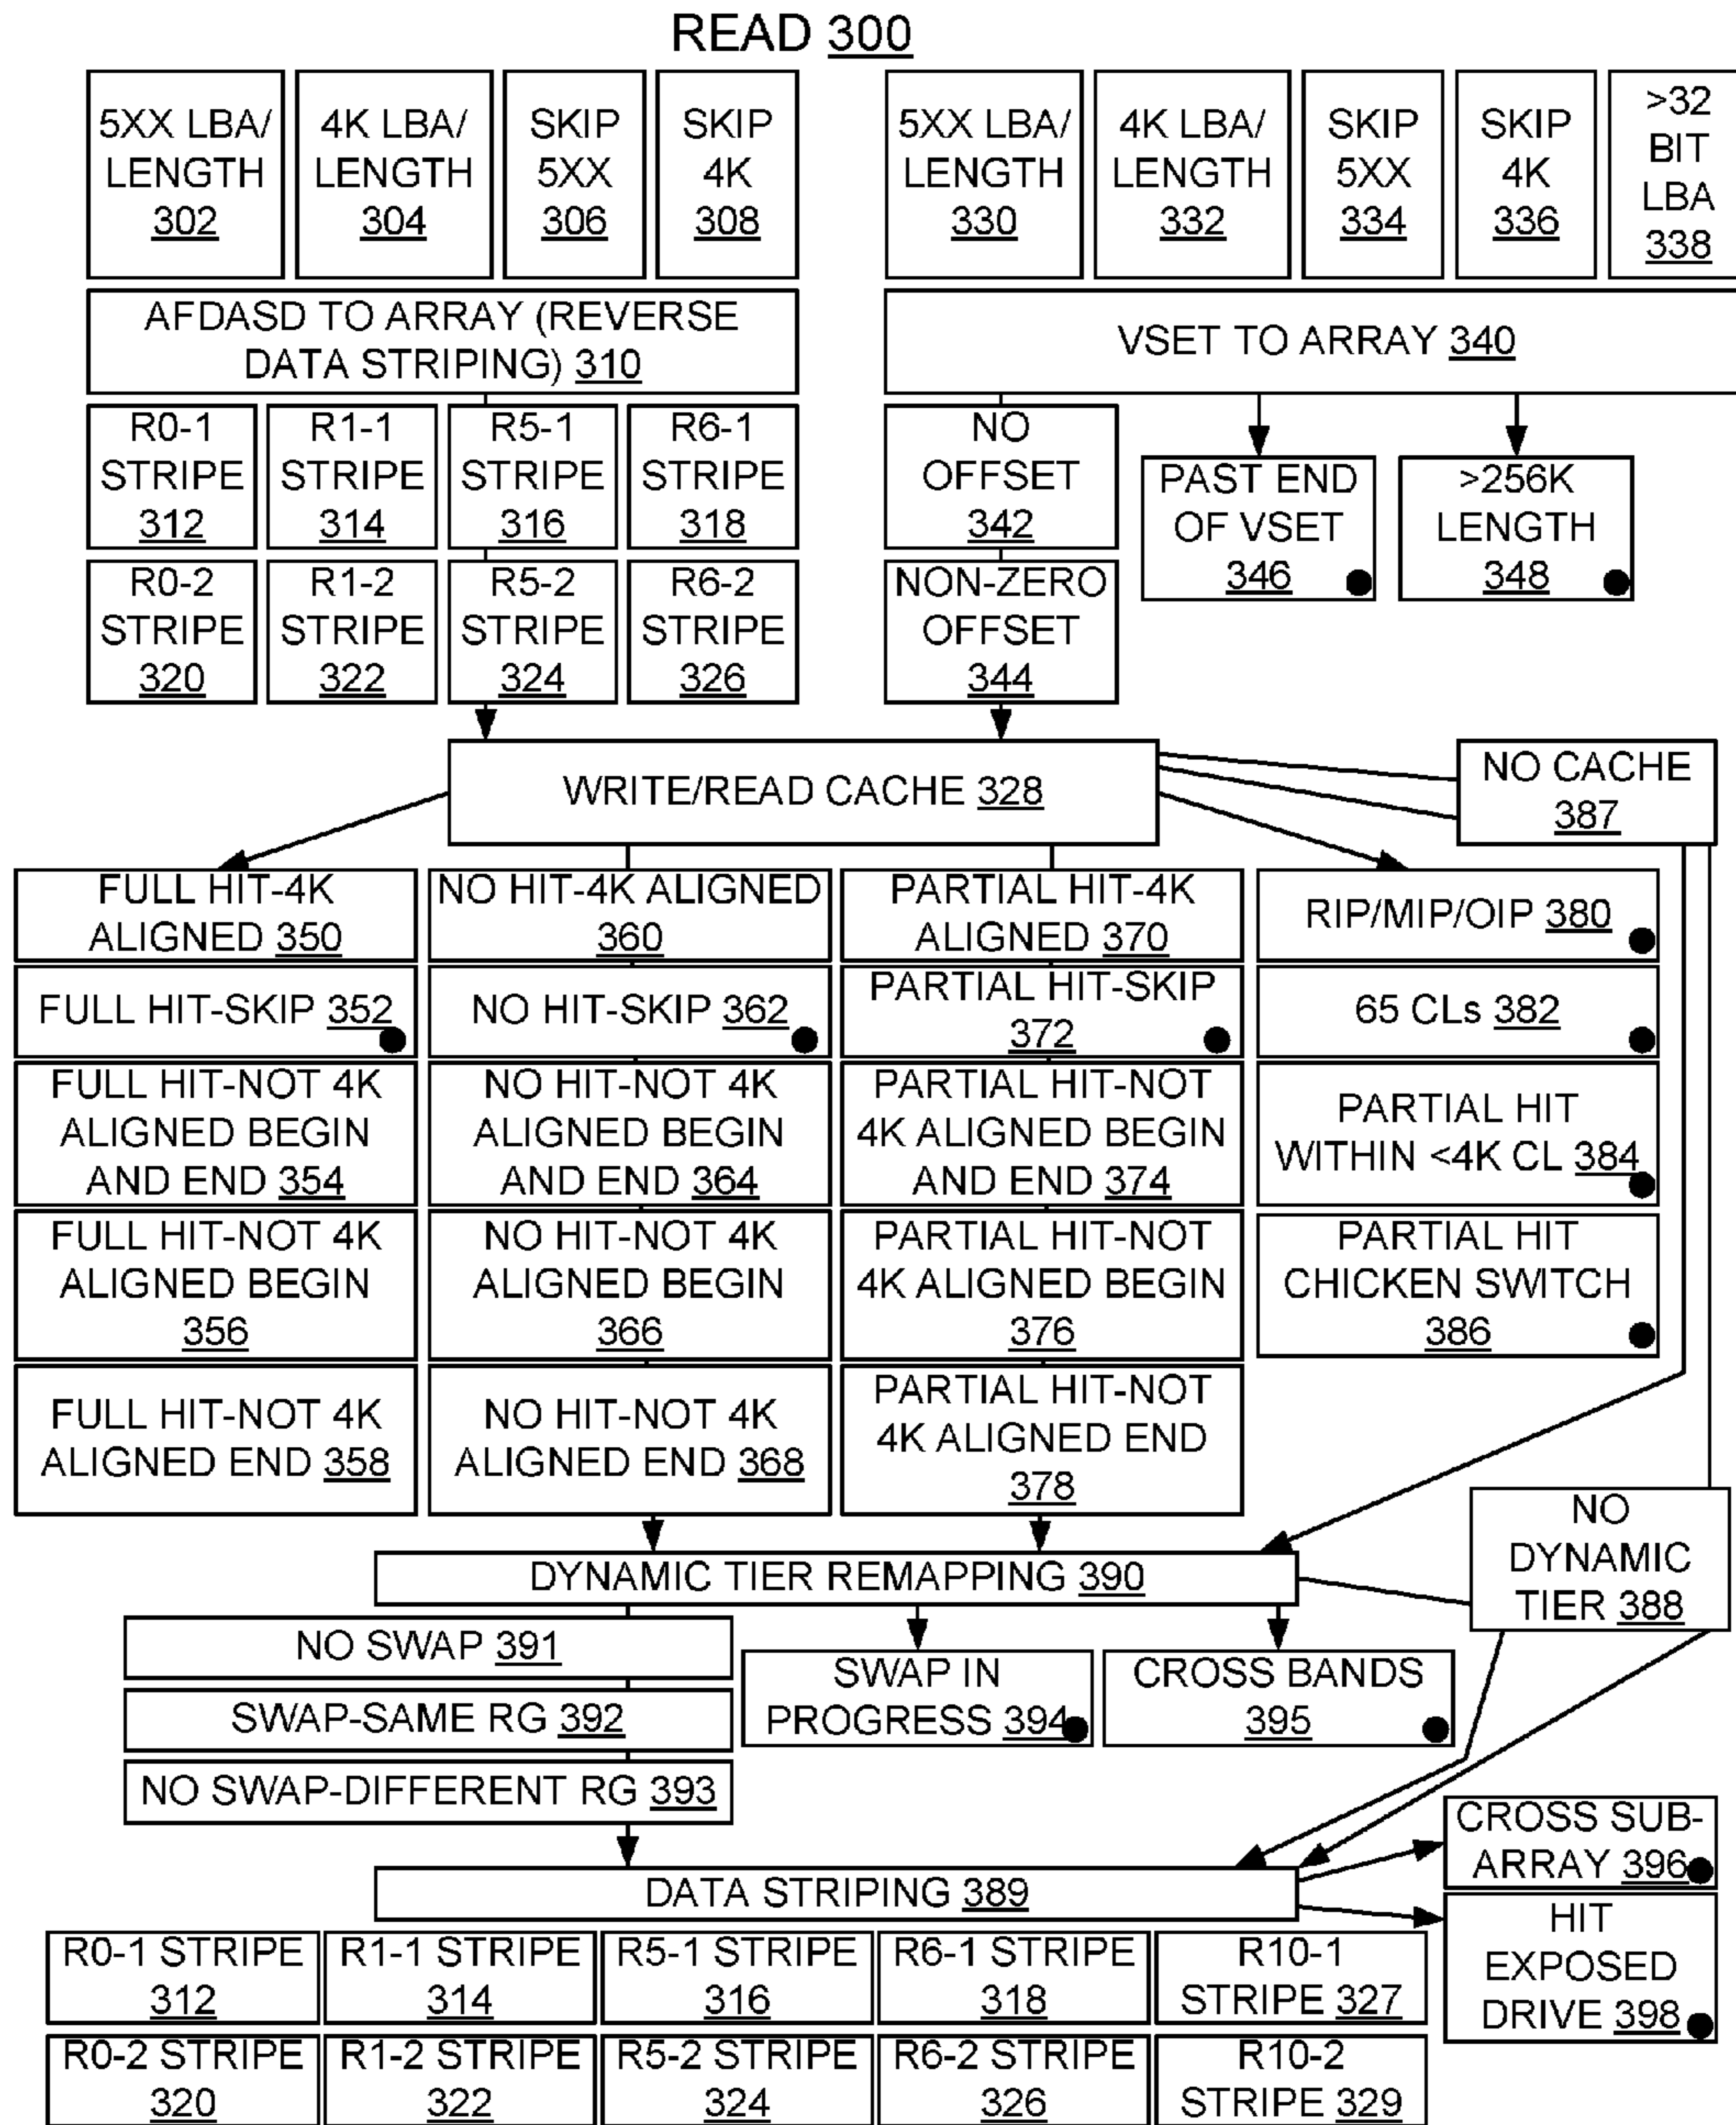 READ 300
5XX LBA/
LENGTH
302
4K LBA/
LENGTH
304
SKIP
5XX
306
SKIP
4K
308
5XX LBA/
LENGTH
330
4K LBA/
LENGTH
332
SKIP
5XX
334
SKIP
4K
336
>32
BIT
LBA
338
AFDASD TO ARRAY (REVERSE
DATA STRIPING) 310
VSET TO ARRAY 340
R0-1
STRIPE
312
R1-1
STRIPE
314
R5-1
STRIPE
316
R6-1
STRIPE
318
NO
OFFSET
342
PAST END
OF VSET
346
>256K
LENGTH
348
R0-2
STRIPE
320
R1-2
STRIPE
322
R5-2
STRIPE
324
R6-2
STRIPE
326
NON-ZERO
OFFSET
344
WRITE/READ CACHE 328
NO CACHE
387
FULL HIT-4K
ALIGNED 350
NO HIT-4K ALIGNED
360
PARTIAL HIT-4K
ALIGNED 370
RIP/MIP/OIP 380
FULL HIT-SKIP 352
NO HIT-SKIP 362
PARTIAL HIT-SKIP
372
65 CLs 382
FULL HIT-NOT 4K
ALIGNED BEGIN
AND END 354
NO HIT-NOT 4K
ALIGNED BEGIN
AND END 364
PARTIAL HIT-NOT
4K ALIGNED BEGIN
AND END 374
PARTIAL HIT
WITHIN <4K CL 384
FULL HIT-NOT 4K
ALIGNED BEGIN
356
NO HIT-NOT 4K
ALIGNED BEGIN
366
PARTIAL HIT-NOT
4K ALIGNED BEGIN
376
PARTIAL HIT
CHICKEN SWITCH
386
FULL HIT-NOT 4K
ALIGNED END 358
NO HIT-NOT 4K
ALIGNED END 368
PARTIAL HIT-NOT
4K ALIGNED END
378
NO
DYNAMIC
TIER 388
DYNAMIC TIER REMAPPING 390
NO SWAP 391
SWAP-SAME RG 392
NO SWAP-DIFFERENT RG 393
SWAP IN
PROGRESS 394
CROSS BANDS
395
DATA STRIPING 389
CROSS SUB-
ARRAY 396
HIT
EXPOSED
DRIVE 398
R0-1 STRIPE
312
R1-1 STRIPE
314
R5-1 STRIPE
316
R6-1 STRIPE
318
R10-1
STRIPE 327
R0-2 STRIPE
320
R1-2 STRIPE
322
R5-2 STRIPE
324
R6-2 STRIPE
326
R10-2
STRIPE 329